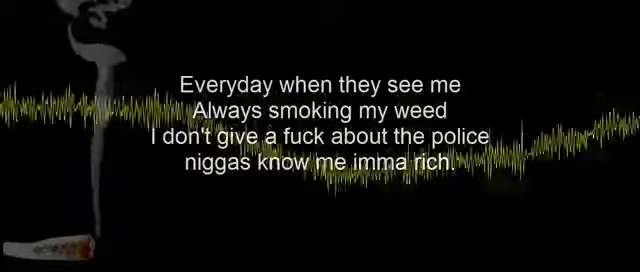 Everyday when they see me
Always smoking my weed
I don't give a fuck about the police
niggas know me imma rich.